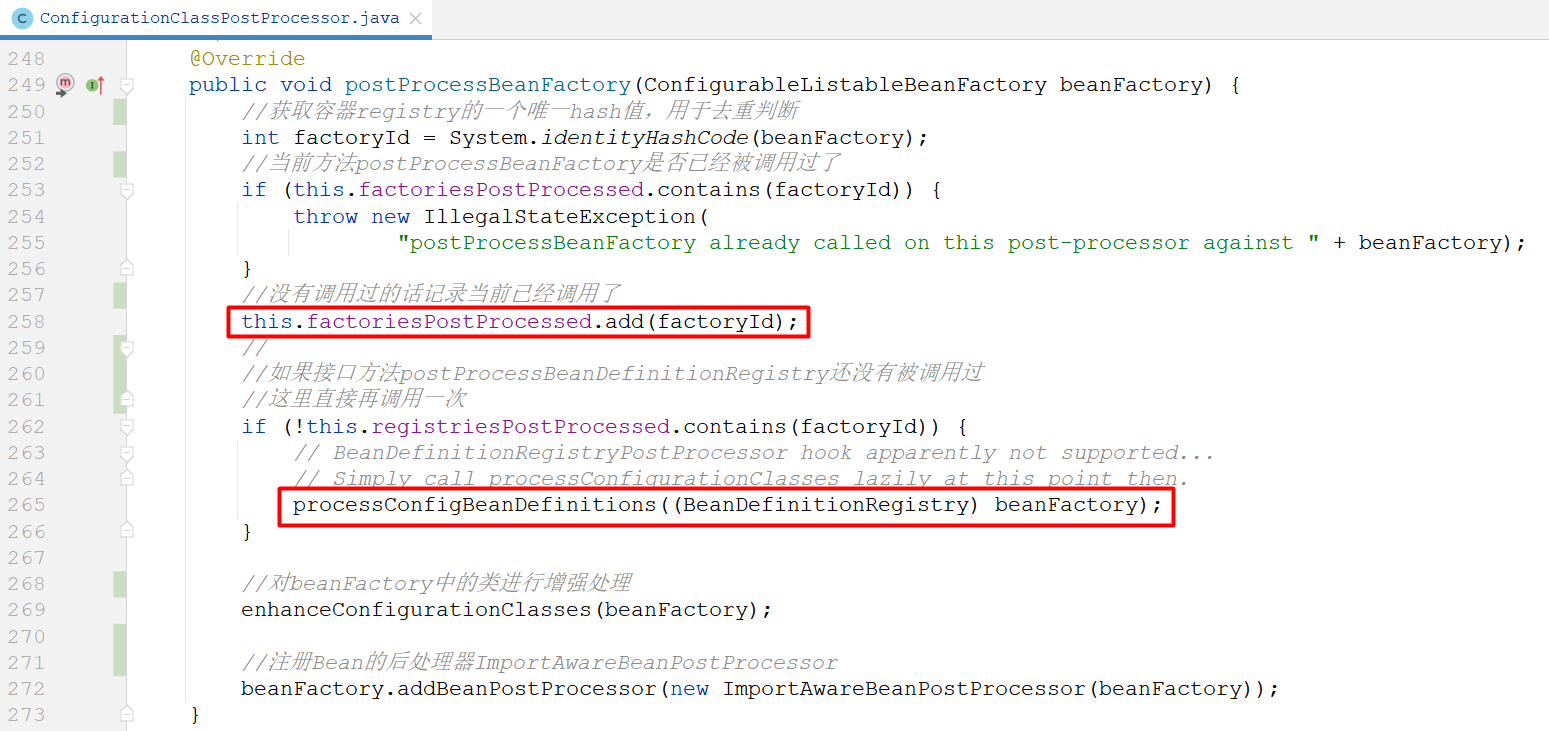 C ConfigurationClassPostProcessor.java
248 @Override
249 public void postProcessBeanFactory(ConfigurableListableBeanFactory beanFactory) {
250 //获取容器registry的一个唯一hash值，用于去重判断
251 int factoryId = System.identityHashCode(beanFactory);
252 //当前方法postProcessBeanFactory是否已经被调用过了
253 if (this.factoriesPostProcessed.contains(factoryId)) {
254 throw new IllegalStateException(
255 "postProcessBeanFactory already called on this post-processor against " + beanFactory);
256 }
257 //没有调用过的话记录当前已经调用了
258 this.factoriesPostProcessed.add(factoryId);
259 //
260 //如果接口方法postProcessBeanDefinitionRegistry还没有被调用过
261 //这里直接再调用一次
262 if (!this.registriesPostProcessed.contains(factoryId)) {
263 // BeanDefinitionRegistryPostProcessor hook apparently not supported...
264 // Simply call processConfigurationClasses lazily at this point then.
265 processConfigBeanDefinitions((BeanDefinitionRegistry) beanFactory);
266 }
267
268 //对beanFactory中的类进行增强处理
269 enhanceConfigurationClasses(beanFactory);
270
271 //注册Bean的后处理器ImportAwareBeanPostProcessor
272 beanFactory.addBeanPostProcessor(new ImportAwareBeanPostProcessor(beanFactory));
273 }